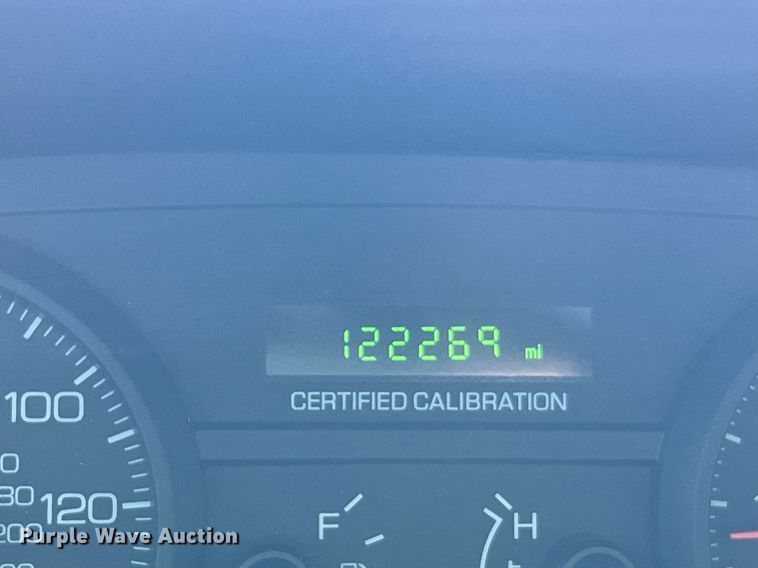 122269 mi
CERTIFIED CALIBRATION
100
120
F
H
Purple Wave Auction